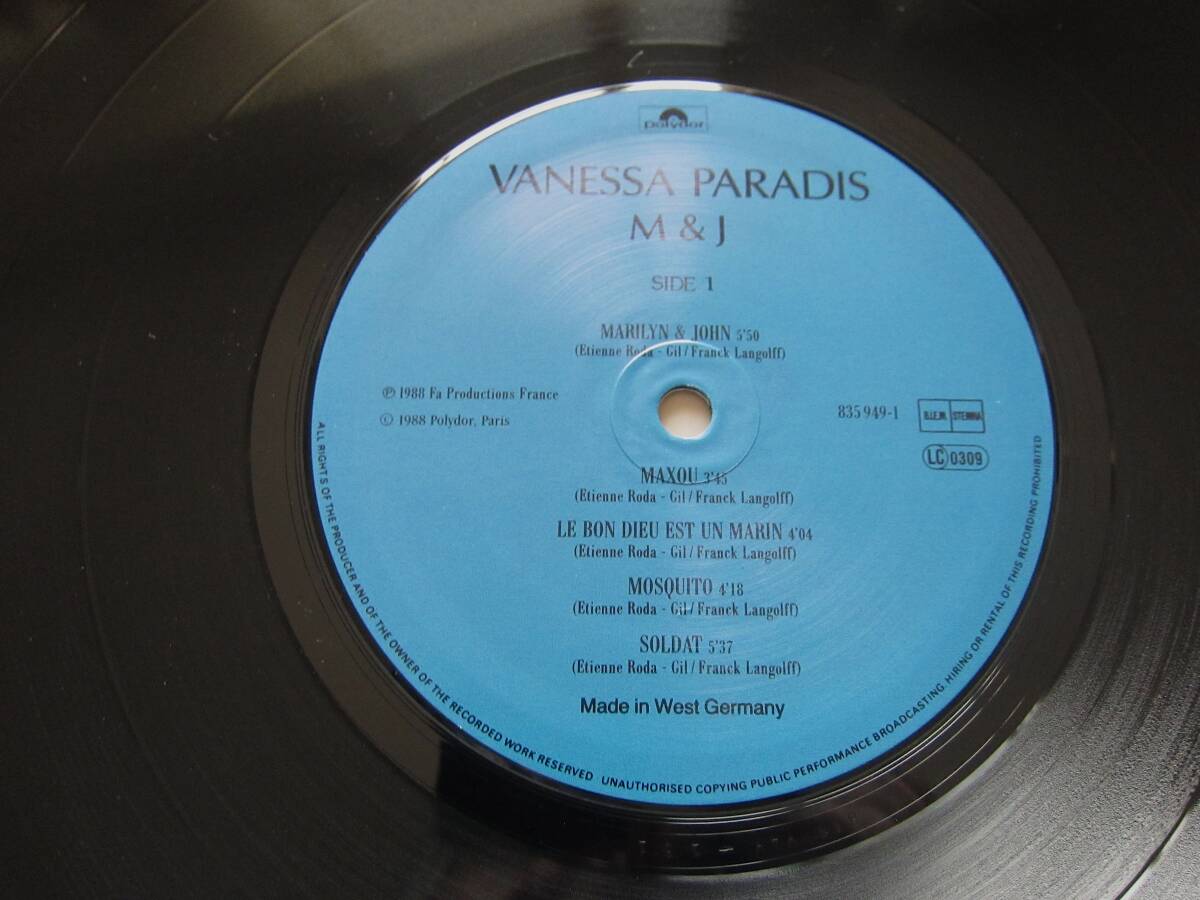 polydor
VANESSA PARADIS
M & J
SIDE 1
MARILYN & JOHN 5'50
(Etienne Roda - Gil / Franck Langolff)
℗ 1988 Fa Productions France
© 1988 Polydor, Paris
835 949-1
B.I.E.M. STEMRA
LC 0309
MAXOU 3'45
(Etienne Roda - Gil / Franck Langolff)
LE BON DIEU EST UN MARIN 4'04
(Etienne Roda - Gil / Franck Langolff)
MOSQUITO 4'18
(Etienne Roda - Gil / Franck Langolff)
SOLDAT 5'37
(Etienne Roda - Gil / Franck Langolff)
Made in West Germany
ALL RIGHTS OF THE PRODUCER AND OF THE OWNER OF THE RECORDED WORK RESERVED UNAUTHORISED COPYING PUBLIC PERFORMANCE BROADCASTING HIRING OR RENTAL OF THIS RECORDING PROHIBITED